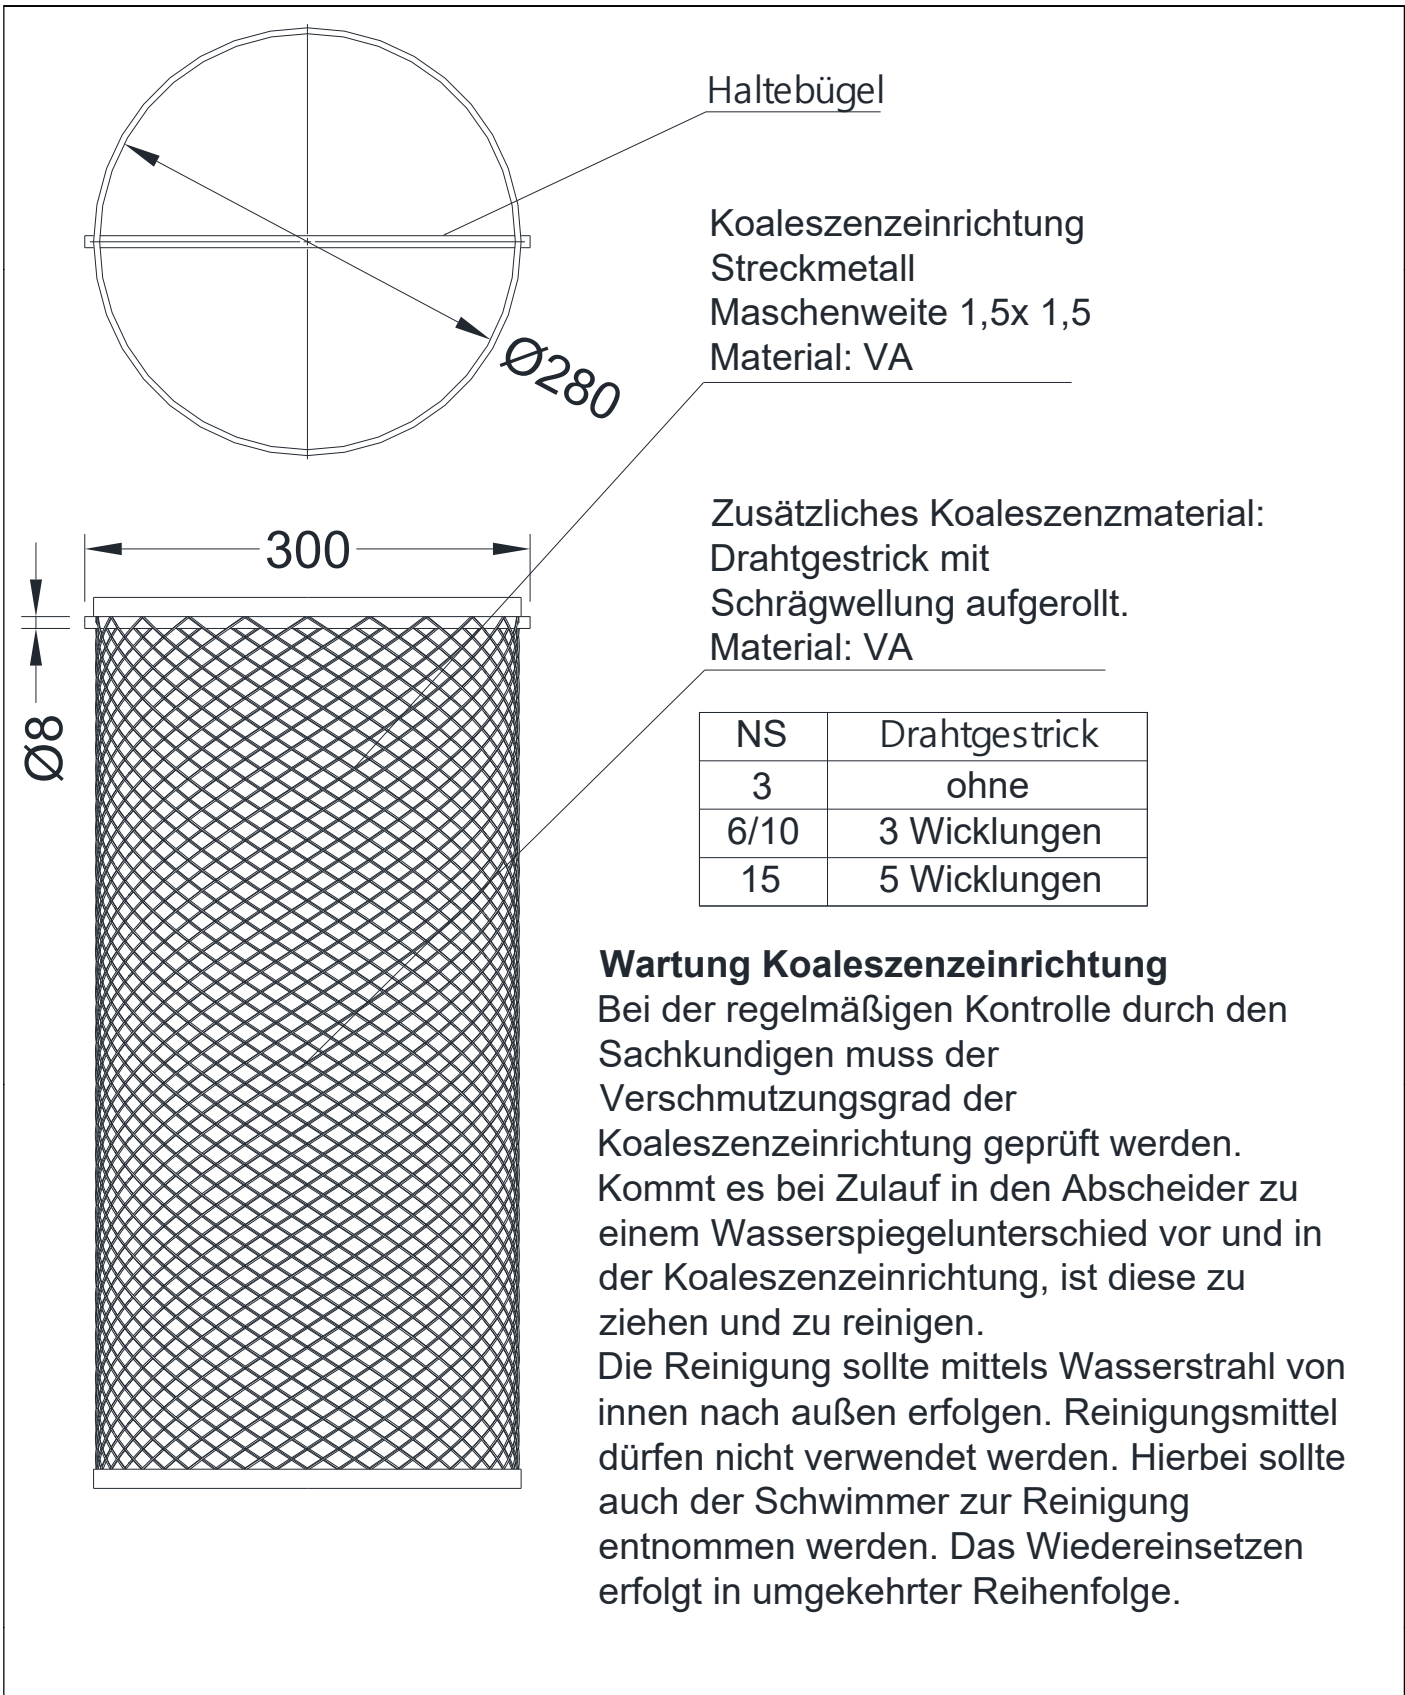 Haltebügel
Koaleszenzeinrichtung
Streckmetall
Maschenweite 1,5x 1,5
Material: VA
Ø280
Zusätzliches Koaleszenzmaterial:
Drahtgestrick mit
Schrägwellung aufgerollt.
Material: VA
300
Ø8
NS Drahtgestrick
3 ohne
6/10 3 Wicklungen
15 5 Wicklungen
Wartung Koaleszenzeinrichtung
Bei der regelmäßigen Kontrolle durch den
Sachkundigen muss der
Verschmutzungsgrad der
Koaleszenzeinrichtung geprüft werden.
Kommt es bei Zulauf in den Abscheider zu
einem Wasserspiegelunterschied vor und in
der Koaleszenzeinrichtung, ist diese zu
ziehen und zu reinigen.
Die Reinigung sollte mittels Wasserstrahl von
innen nach außen erfolgen. Reinigungsmittel
dürfen nicht verwendet werden. Hierbei sollte
auch der Schwimmer zur Reinigung
entnommen werden. Das Wiedereinsetzen
erfolgt in umgekehrter Reihenfolge.